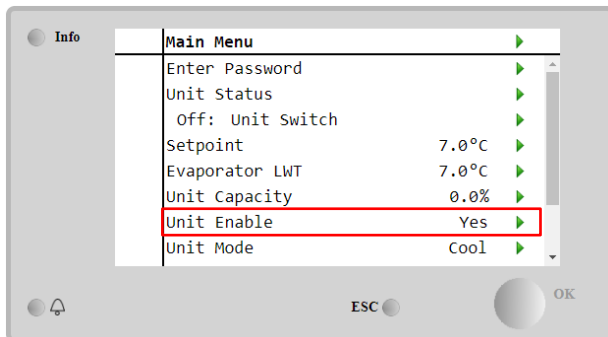 Info
Main Menu
Enter Password
Unit Status
Off: Unit Switch
Setpoint 7.0°C
Evaporator LWT 7.0°C
Unit Capacity 0.0%
Unit Enable Yes
Unit Mode Cool
ESC
OK